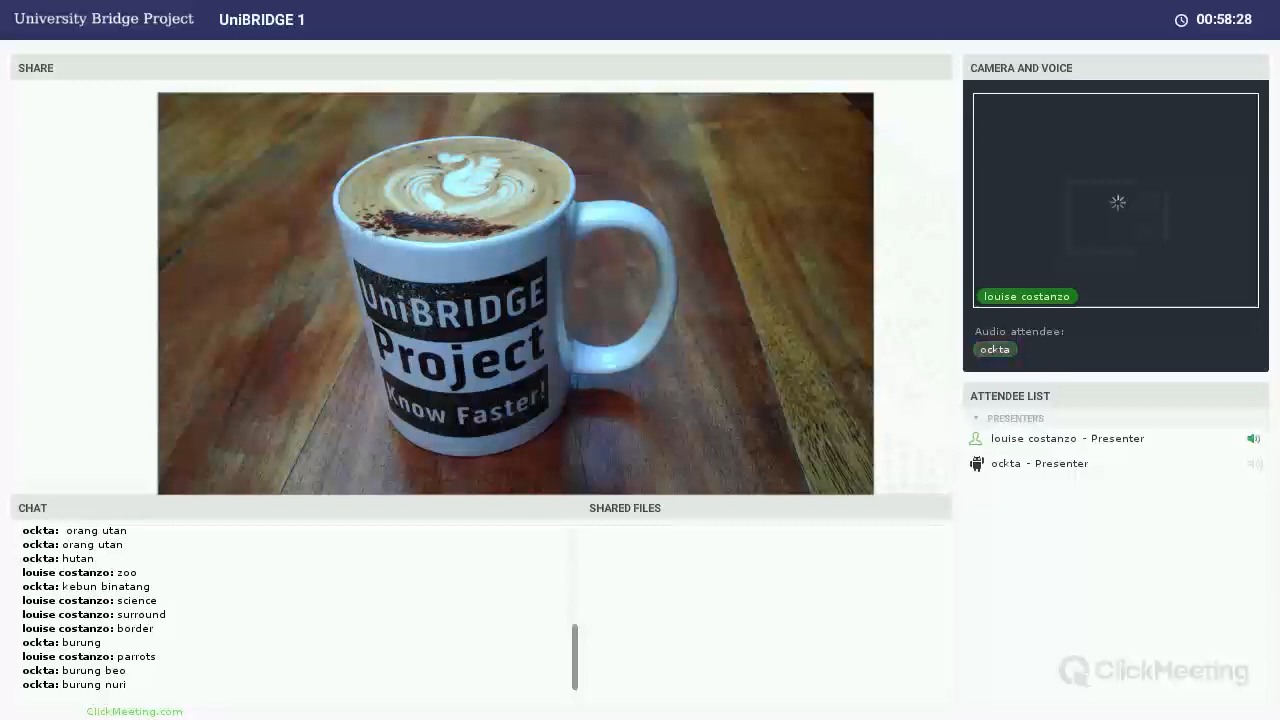 University Bridge Project
UniBRIDGE 1
00:58:28
SHARE
UniBRIDGE
Project
Know Faster!
CAMERA AND VOICE
louise costanzo
Audio attendee:
ockta
ATTENDEE LIST
PRESENTERS
louise costanzo - Presenter
ockta - Presenter
CHAT
ockta: orang utan
ockta: orang utan
ockta: hutan
louise costanzo: zoo
ockta: kebun binatang
louise costanzo: science
louise costanzo: surround
louise costanzo: border
ockta: burung
louise costanzo: parrots
ockta: burung beo
ockta: burung nuri
SHARED FILES
ClickMeeting
ClickMeeting.com